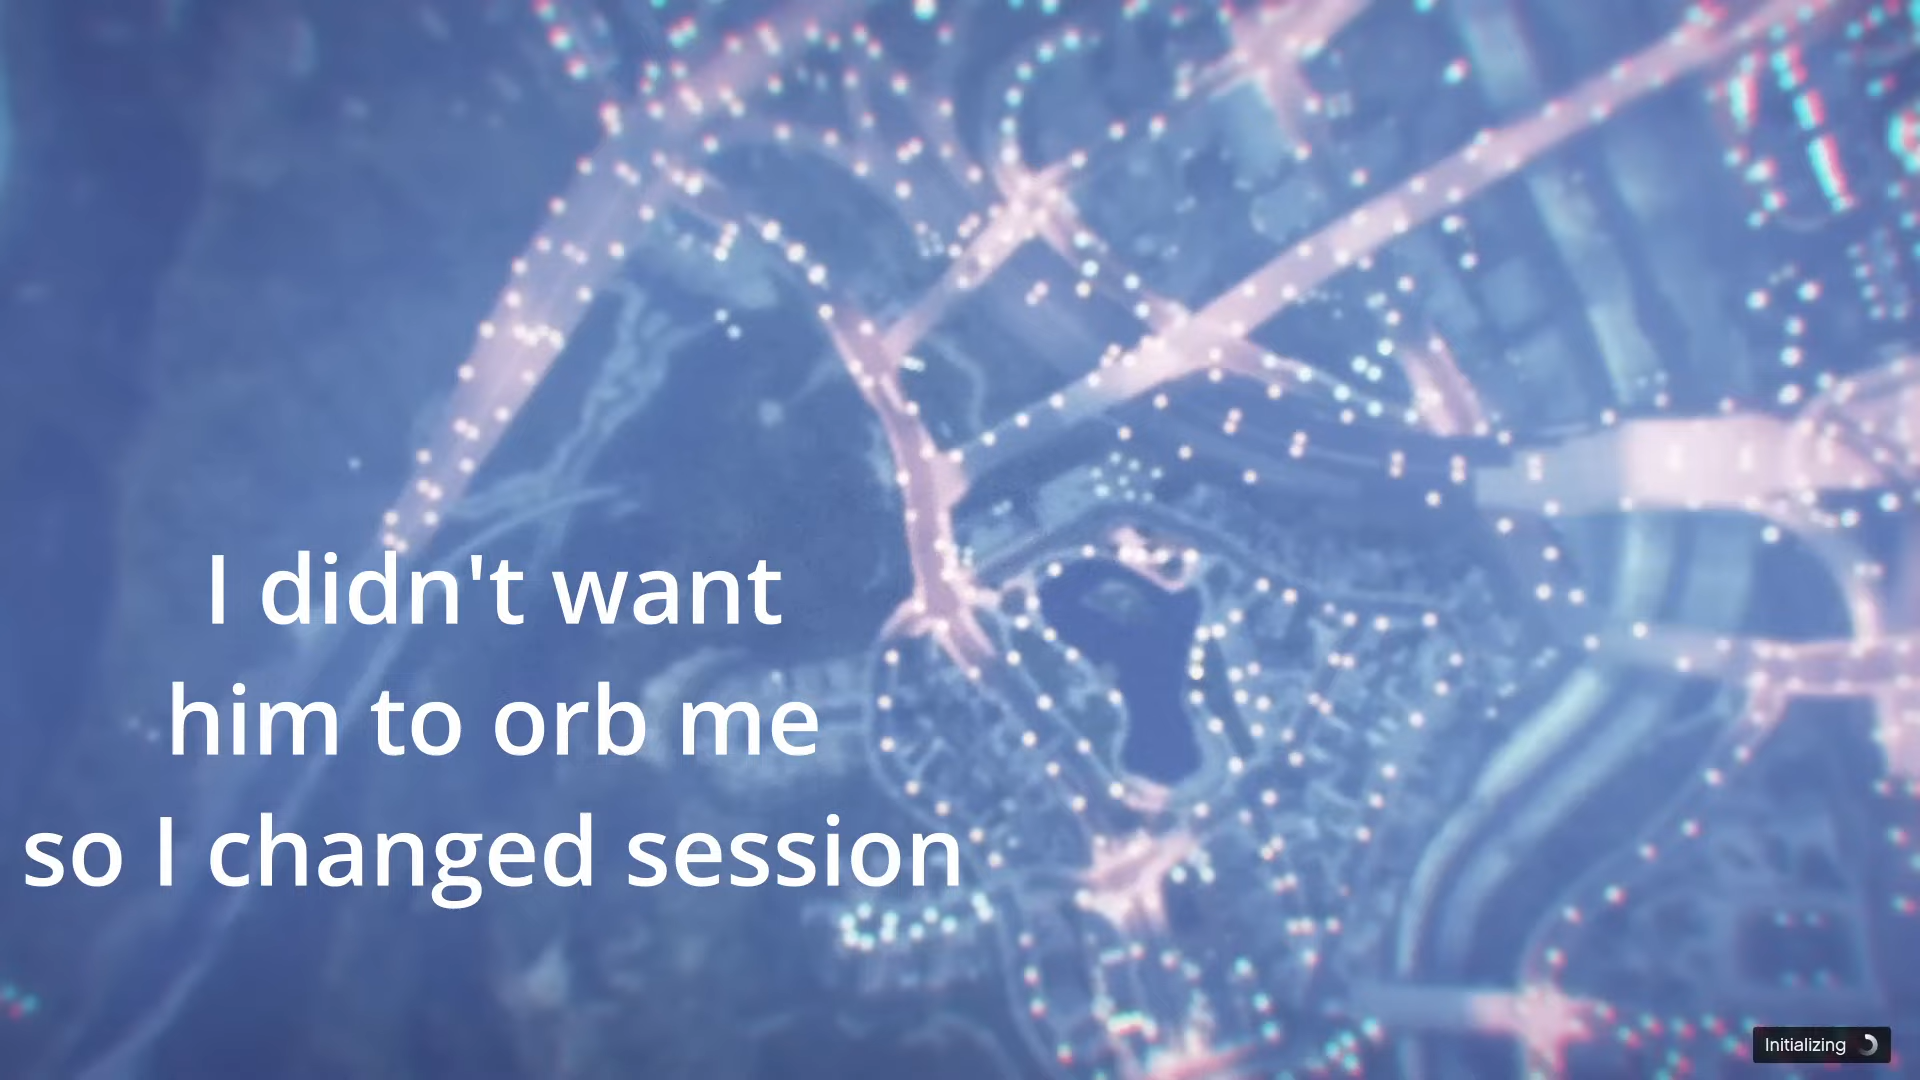 I didn't want
him to orb me
so I changed session
Initializing